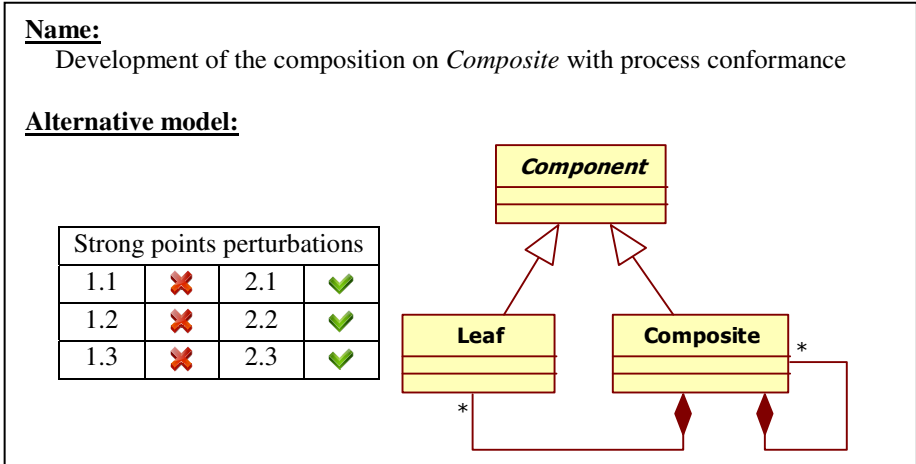 Name:
Development of the composition on Composite with process conformance
Alternative model:
Component
Strong points perturbations
1.1 2.1
1.2 2.2
1.3 2.3
Leaf
Composite
*
*